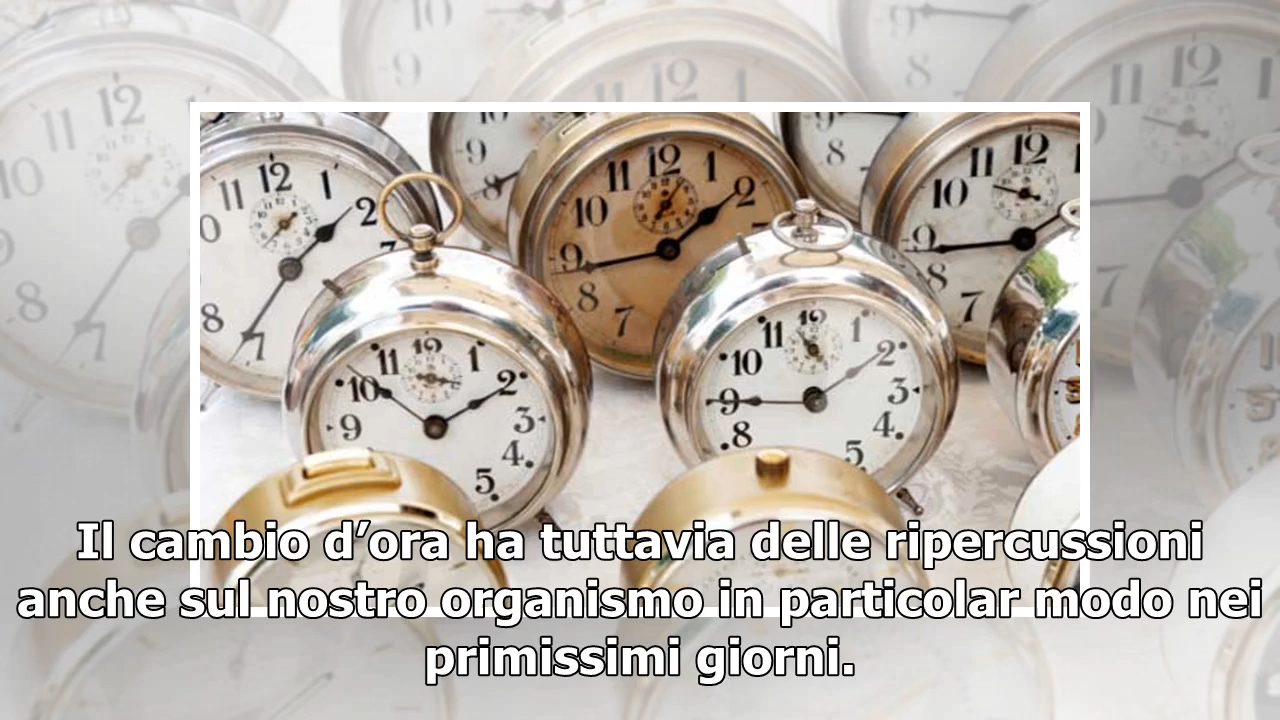 Il cambio d’ora ha tuttavia delle ripercussioni
anche sul nostro organismo in particolar modo nei
primissimi giorni.